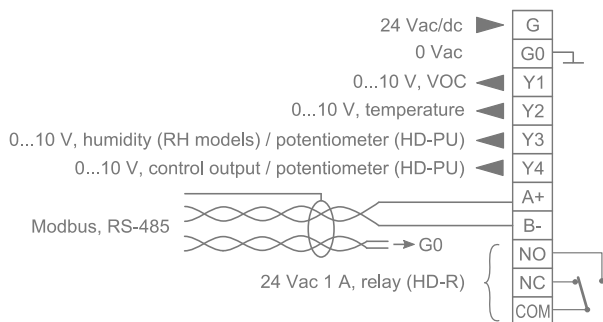 24 Vac/dc G
0 Vac G0
0...10 V, VOC Y1
0...10 V, temperature Y2
0...10 V, humidity (RH models) / potentiometer (HD-PU) Y3
0...10 V, control output / potentiometer (HD-PU) Y4
A+
Modbus, RS-485 B-
G0
NO
24 Vac 1 A, relay (HD-R) NC
COM